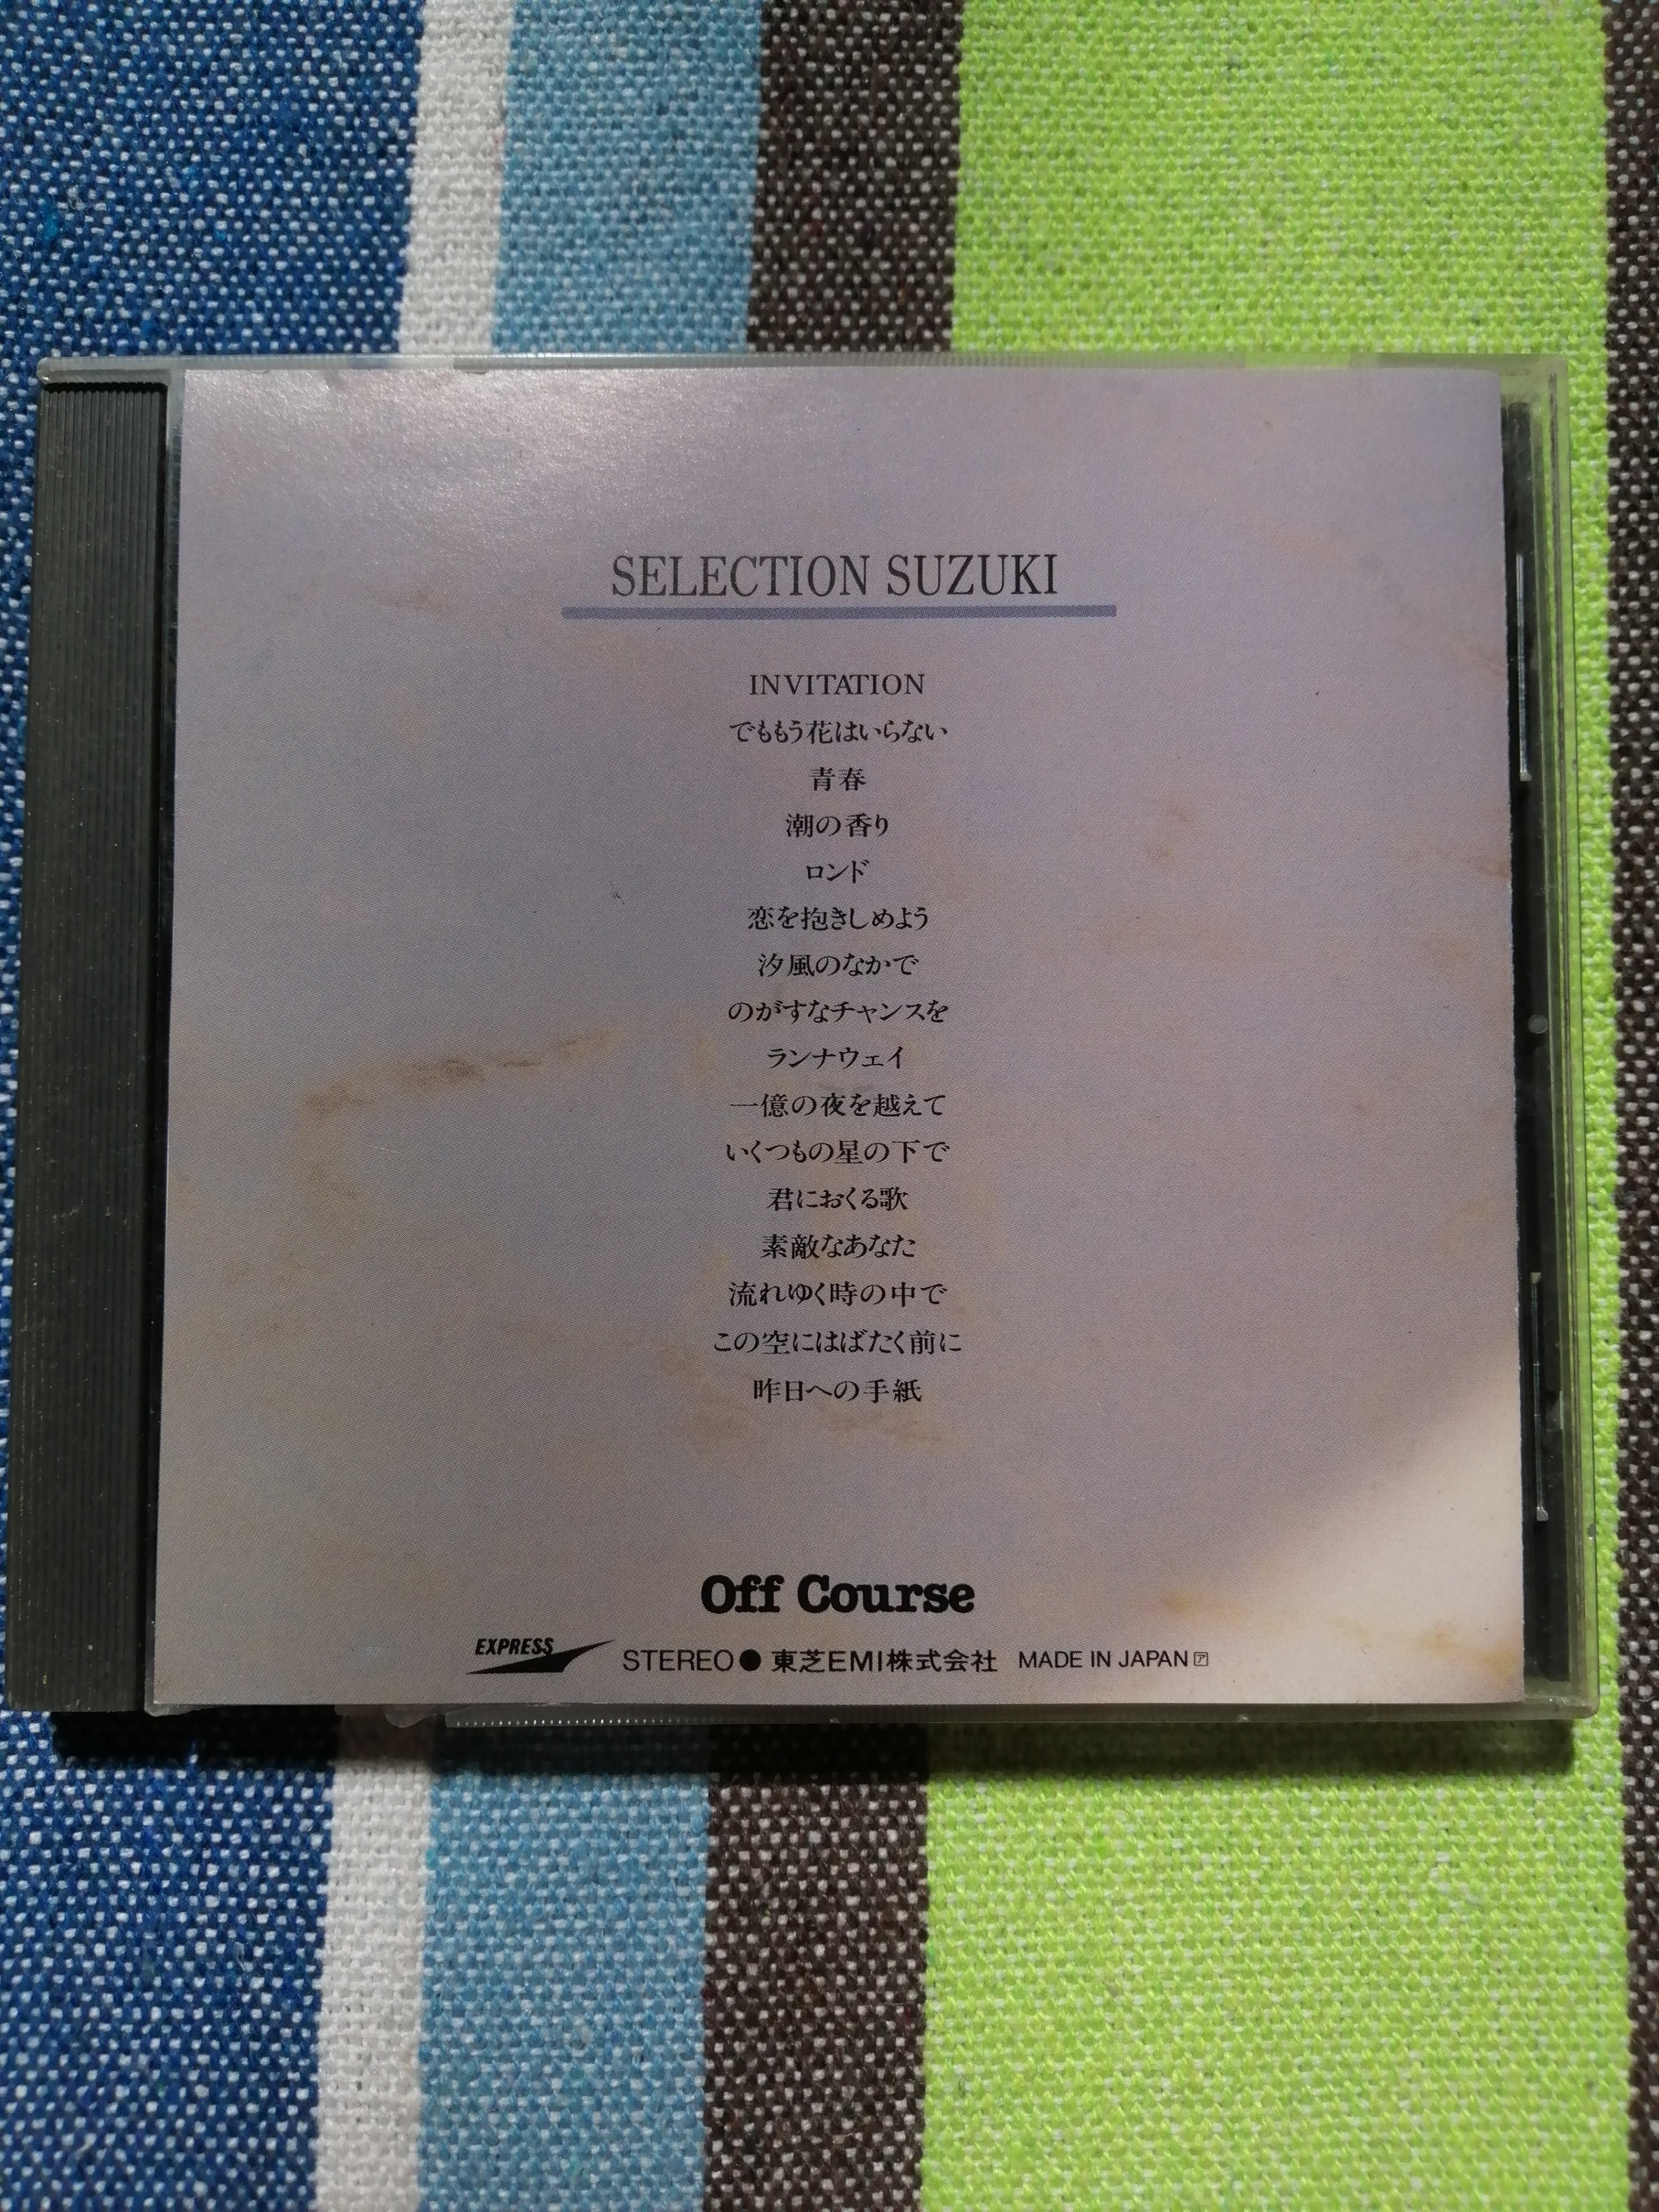 SELECTION SUZUKI
INVITATION
でももう花はいらない
青春
潮の香り
ロンド
恋を抱きしめよう
汐風のなかで
のがすなチャンスを
ランナウェイ
一億の夜を越えて
いくつもの星の下で
君におくる歌
素敵なあなた
流れゆく時の中で
この空にはばたく前に
昨日への手紙
Off Course
EXPRESS STEREO●東芝EMI株式会社 MADE IN JAPAN ア